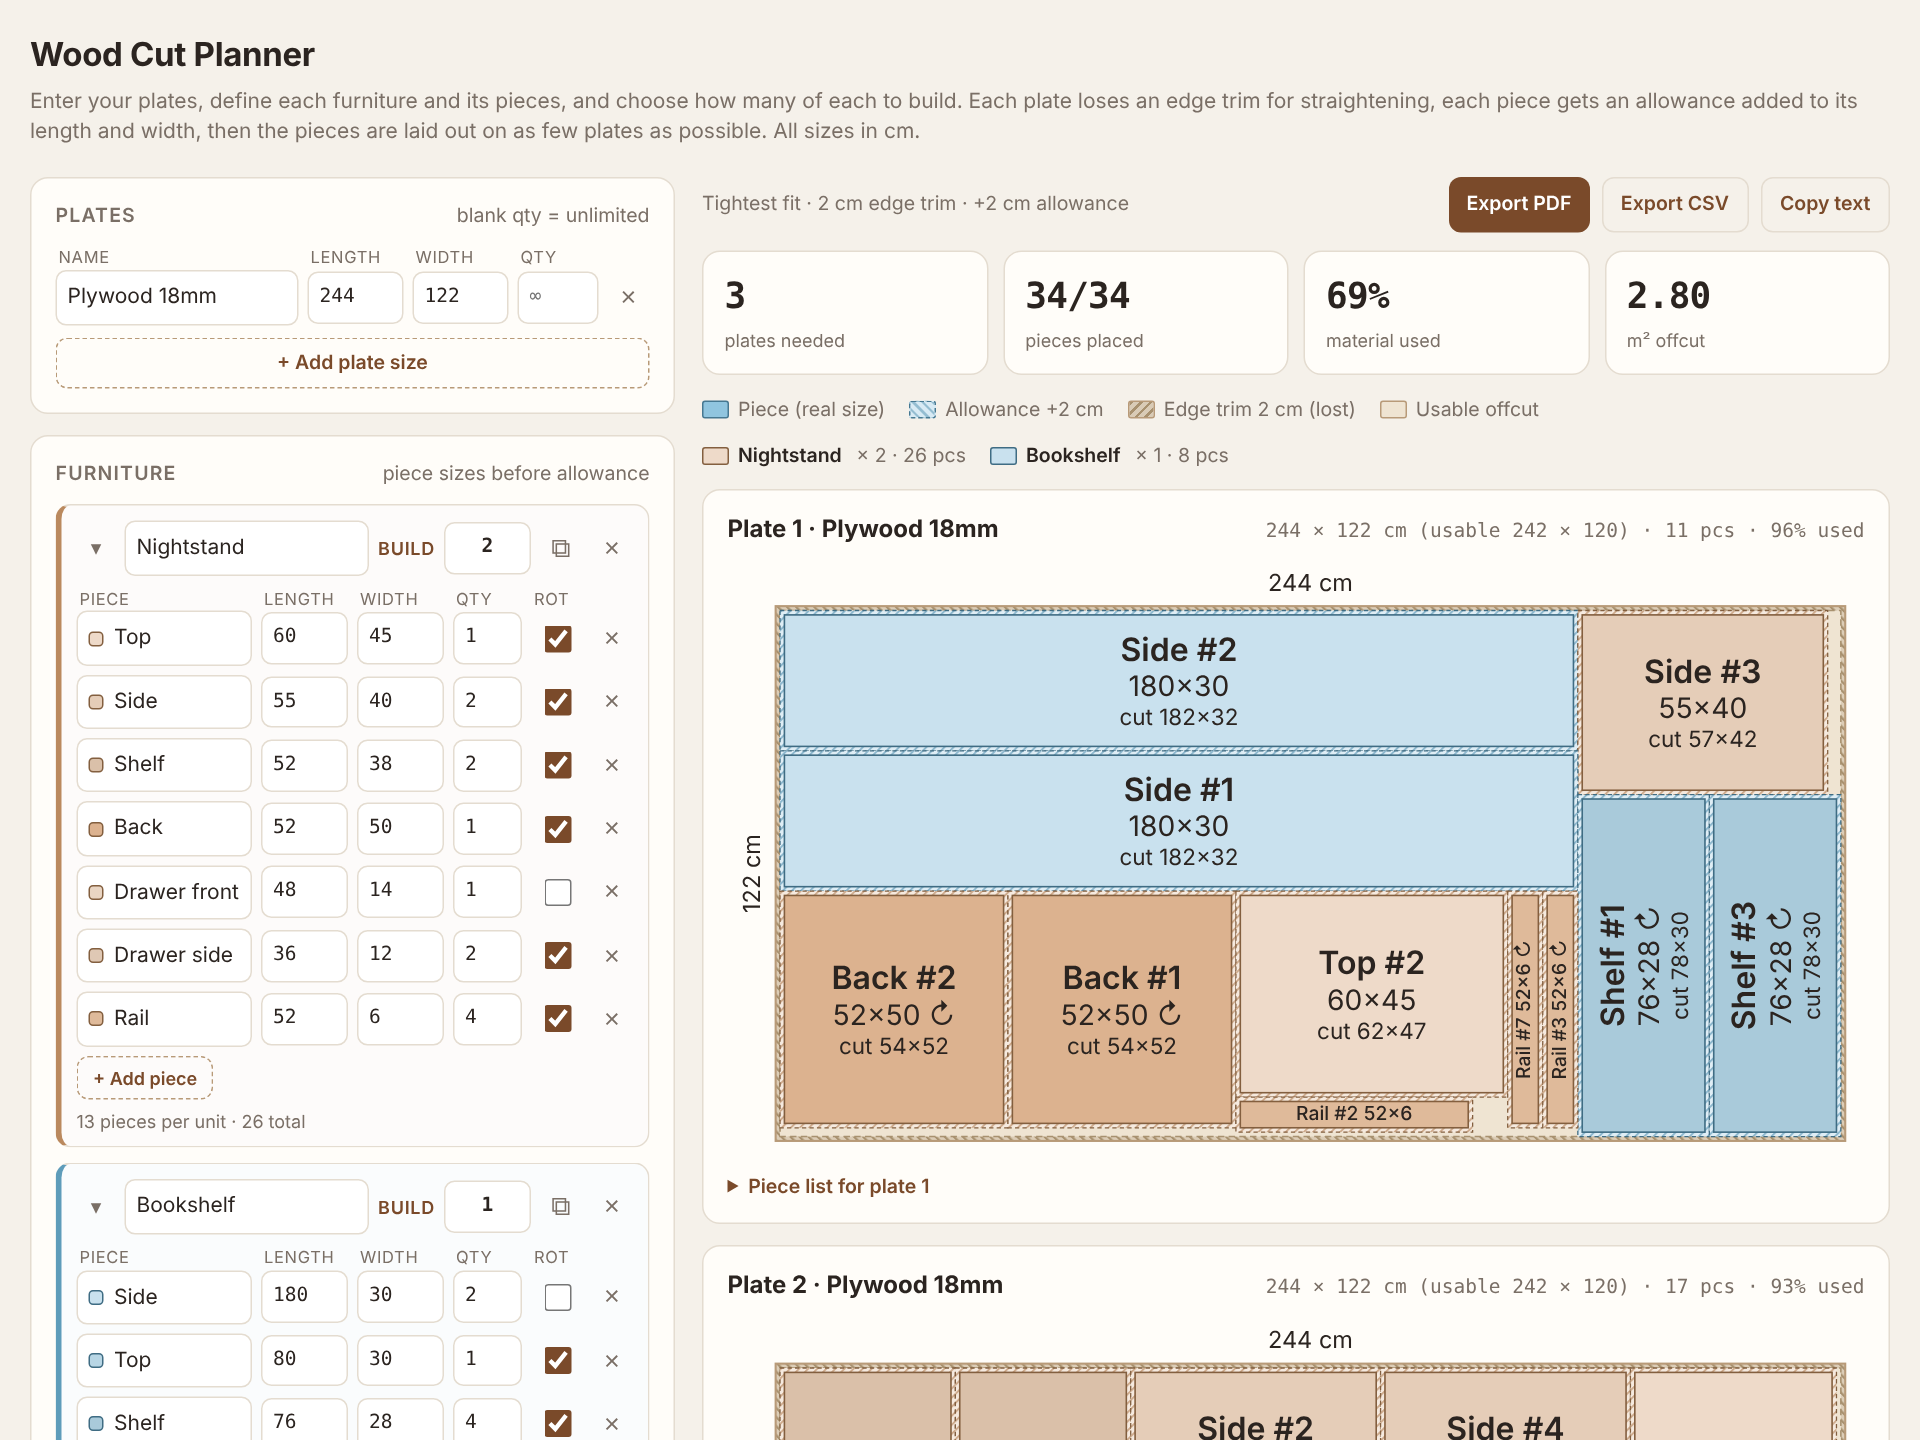 Wood Cut Planner
Enter your plates, define each furniture and its pieces, and choose how many of each to build. Each plate loses an edge trim for straightening, each piece gets an allowance added to its
length and width, then the pieces are laid out on as few plates as possible. All sizes in cm.
PLATES blank qty = unlimited
NAME LENGTH WIDTH QTY
Plywood 18mm 244 122 ∞ ×
+ Add plate size
FURNITURE piece sizes before allowance
▼ Nightstand BUILD 2 ×
PIECE LENGTH WIDTH QTY ROT
Top 60 45 1 ×
Side 55 40 2 ×
Shelf 52 38 2 ×
Back 52 50 1 ×
Drawer front 48 14 1 ×
Drawer side 36 12 2 ×
Rail 52 6 4 ×
+ Add piece
13 pieces per unit · 26 total
▼ Bookshelf BUILD 1 ×
PIECE LENGTH WIDTH QTY ROT
Side 180 30 2 ×
Top 80 30 1 ×
Shelf 76 28 4 ×
Tightest fit · 2 cm edge trim · +2 cm allowance
Export PDF Export CSV Copy text
3
plates needed
34/34
pieces placed
69%
material used
2.80
m² offcut
Piece (real size) Allowance +2 cm Edge trim 2 cm (lost) Usable offcut
Nightstand × 2 · 26 pcs Bookshelf × 1 · 8 pcs
Plate 1 · Plywood 18mm 244 × 122 cm (usable 242 × 120) · 11 pcs · 96% used
244 cm
122 cm
Side #2
180×30
cut 182×32
Side #3
55×40
cut 57×42
Side #1
180×30
cut 182×32
Back #2
52×50 ↻
cut 54×52
Back #1
52×50 ↻
cut 54×52
Top #2
60×45
cut 62×47
Rail #2 52×6
Rail #7 52×6 ↻
Rail #3 52×6 ↻
Shelf #1
76×28 ↻
cut 78×30
Shelf #3
76×28 ↻
cut 78×30
▶ Piece list for plate 1
Plate 2 · Plywood 18mm 244 × 122 cm (usable 242 × 120) · 17 pcs · 93% used
244 cm
Side #2
Side #4